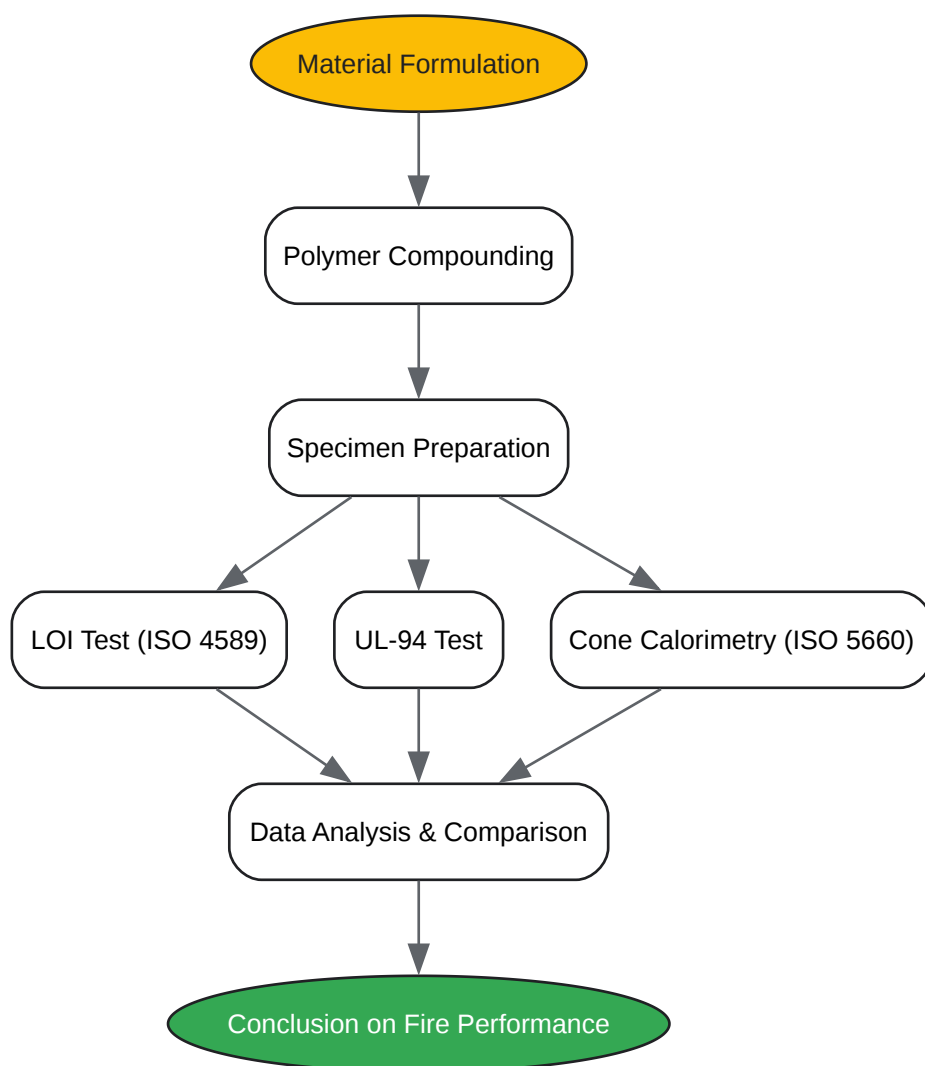 Material Formulation
Polymer Compounding
Specimen Preparation
LOI Test (ISO 4589)
UL-94 Test
Cone Calorimetry (ISO 5660)
Data Analysis & Comparison
Conclusion on Fire Performance